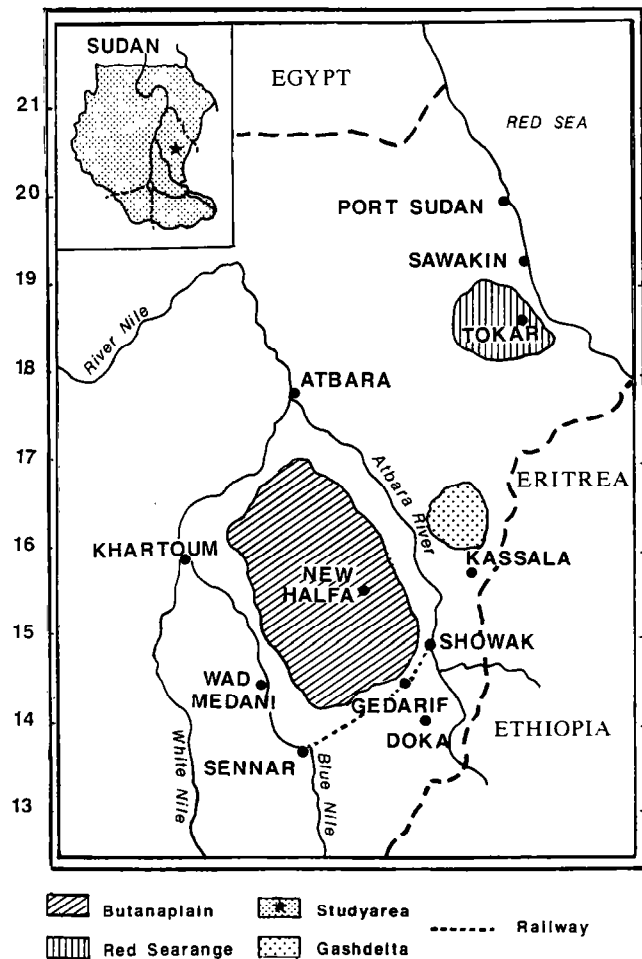 SUDAN
EGYPT
RED SEA
21
20
19
18
17
16
15
14
13
PORT SUDAN
SAWAKIN
TOKAR
River Nile
ATBARA
Atbara River
ERITREA
KHARTOUM
KASSALA
NEW
HALFA
SHOWAK
WAD
MEDANI
GEDARIF
DOKA
ETHIOPIA
SENNAR
White Nile
Blue Nile
Butanaplain
Studyarea
Railway
Red Searange
Gashdelta